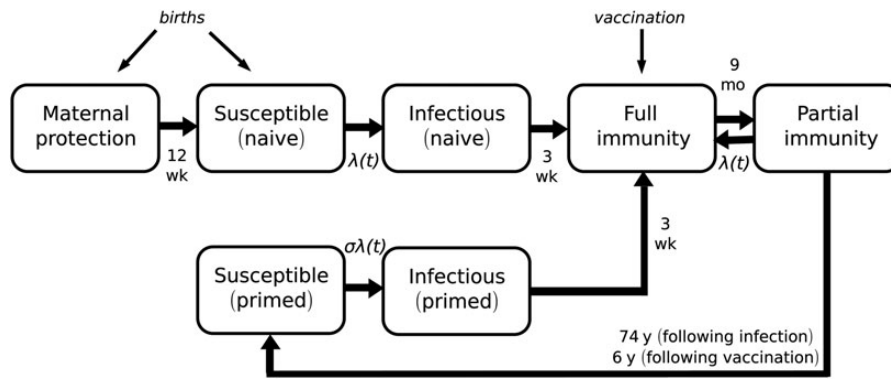 births
vaccination
Maternal
protection
12
wk
Susceptible
(naive)
λ(t)
Infectious
(naive)
3
wk
Full
immunity
9
mo
λ(t)
Partial
immunity
Susceptible
(primed)
σλ(t)
Infectious
(primed)
3
wk
74 y (following infection)
6 y (following vaccination)